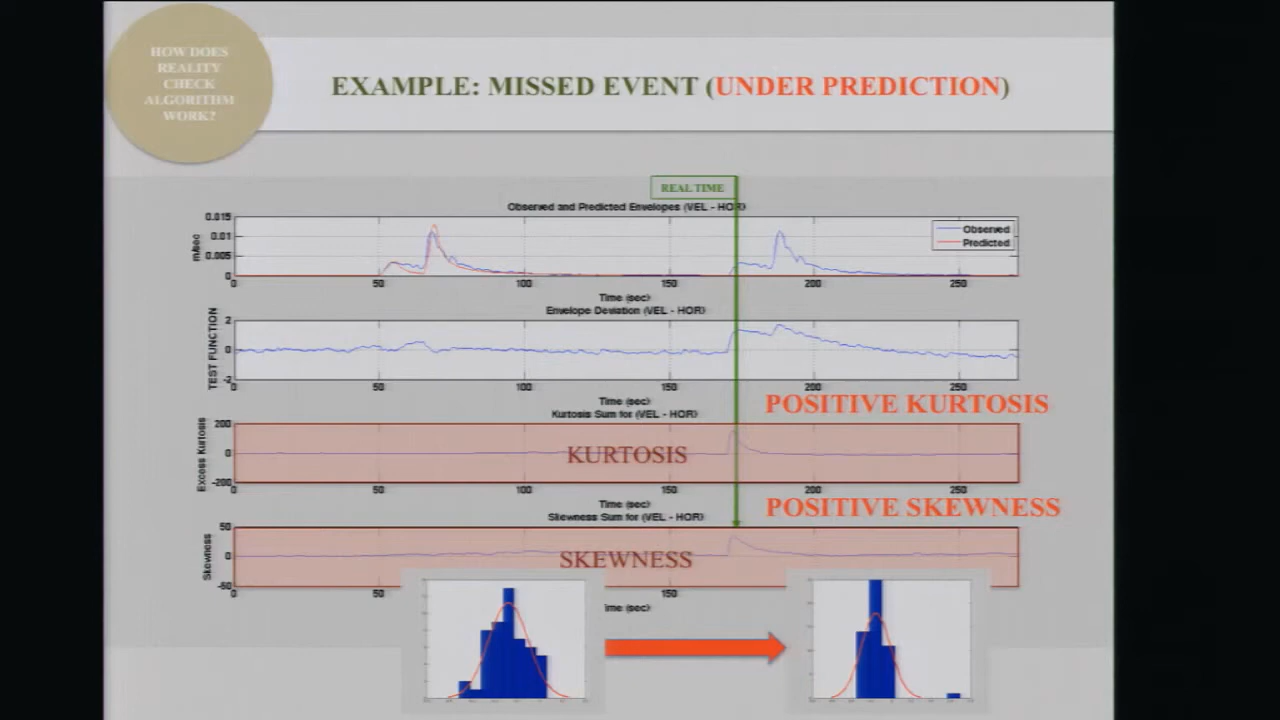 HOW DOES
REALITY
CHECK
ALGORITHM
WORK?
EXAMPLE: MISSED EVENT (UNDER PREDICTION)
REAL TIME
Observed and Predicted Envelopes (VEL - HOR)
m/sec
0.015
0.01
0.005
0
Observed
Predicted
0 50 100 150 200 250
Time (sec)
Envelope Deviation (VEL - HOR)
TEST FUNCTION
2
0
-2
0 50 100 150 200 250
Time (sec)
POSITIVE KURTOSIS
Kurtosis Sum for (VEL - HOR)
Excess Kurtosis
200
0
-200
KURTOSIS
0 50 100 150 200 250
Time (sec)
POSITIVE SKEWNESS
Skewness Sum for (VEL - HOR)
Skewness
50
0
-50
SKEWNESS
0 50 150
ime (sec)